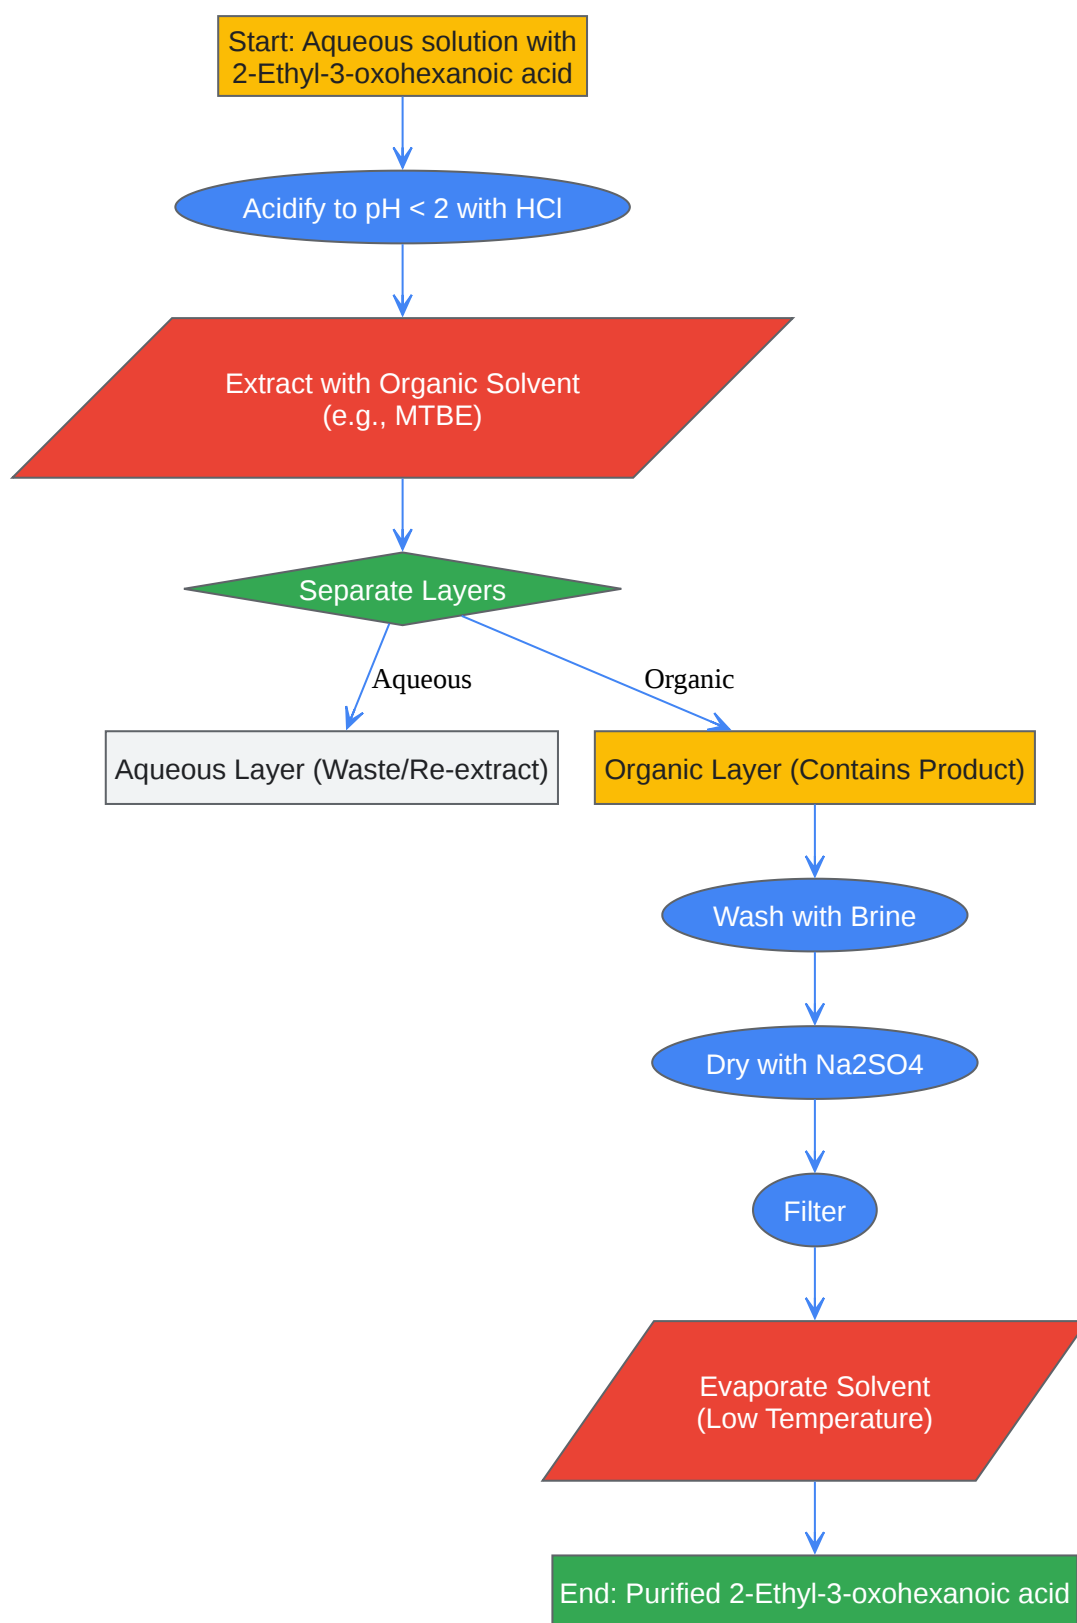 Start: Aqueous solution with
2-Ethyl-3-oxohexanoic acid
Acidify to pH < 2 with HCl
Extract with Organic Solvent
(e.g., MTBE)
Separate Layers
Aqueous
Organic
Aqueous Layer (Waste/Re-extract)
Organic Layer (Contains Product)
Wash with Brine
Dry with Na2SO4
Filter
Evaporate Solvent
(Low Temperature)
End: Purified 2-Ethyl-3-oxohexanoic acid